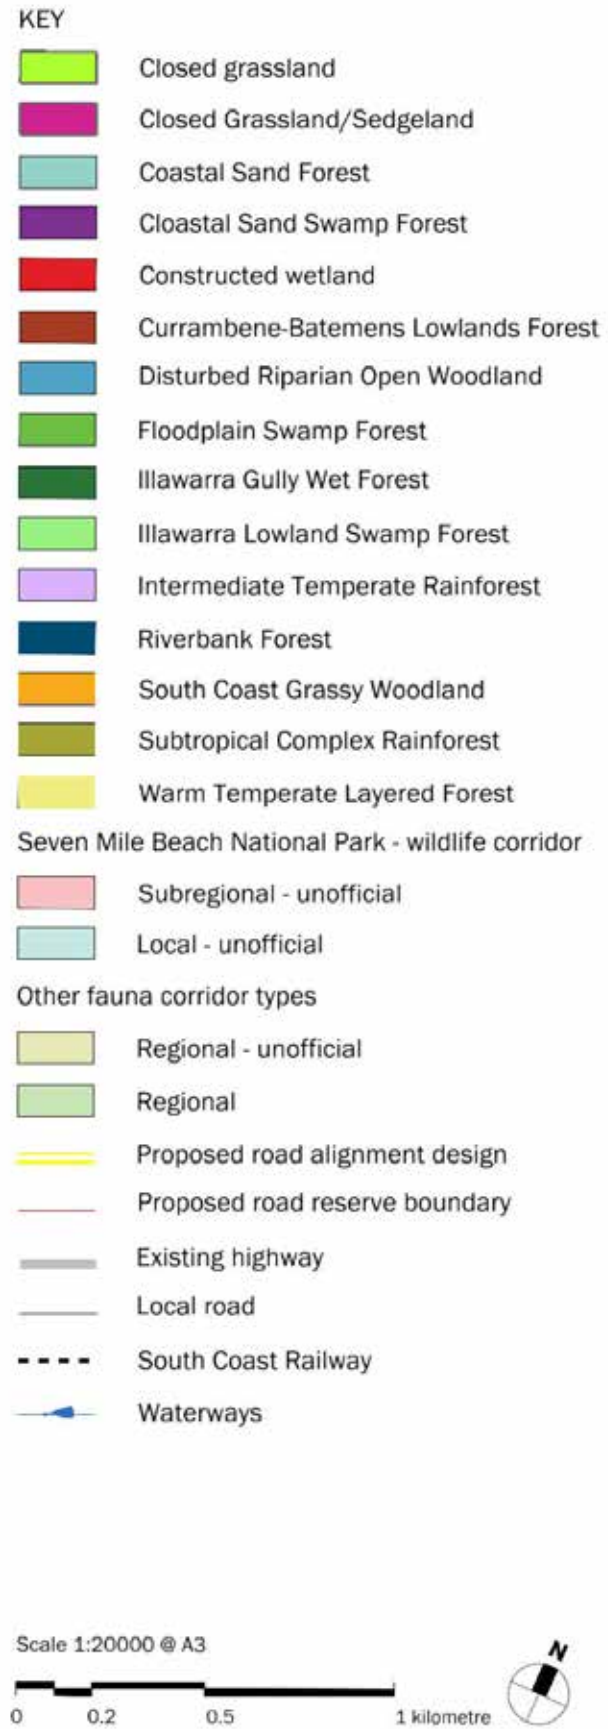 KEY
Closed grassland
Closed Grassland/Sedgeland
Coastal Sand Forest
Cloastal Sand Swamp Forest
Constructed wetland
Currambene-Batemens Lowlands Forest
Disturbed Riparian Open Woodland
Floodplain Swamp Forest
Illawarra Gully Wet Forest
Illawarra Lowland Swamp Forest
Intermediate Temperate Rainforest
Riverbank Forest
South Coast Grassy Woodland
Subtropical Complex Rainforest
Warm Temperate Layered Forest
Seven Mile Beach National Park - wildlife corridor
Subregional - unofficial
Local - unofficial
Other fauna corridor types
Regional - unofficial
Regional
Proposed road alignment design
Proposed road reserve boundary
Existing highway
Local road
South Coast Railway
Waterways
Scale 1:20000 @ A3
N
0 0.2 0.5 1 kilometre